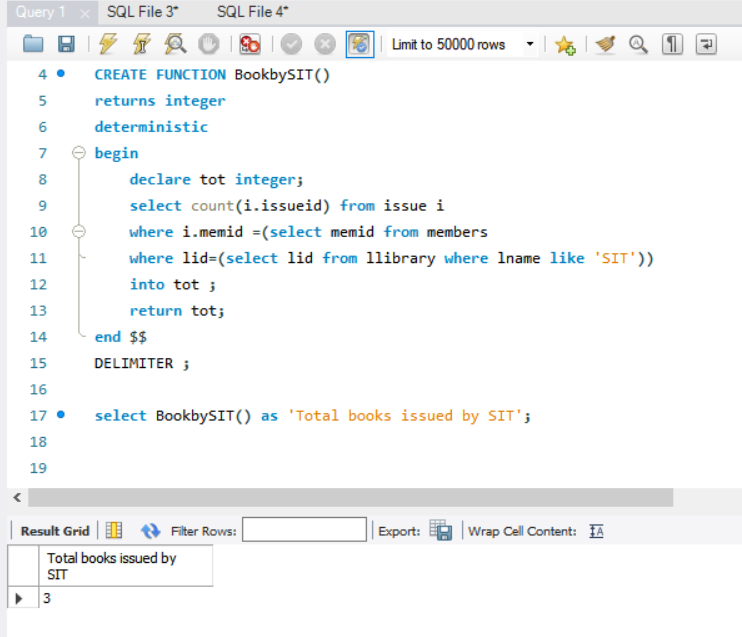 Query 1 SQL File 3* SQL File 4*
Limit to 50000 rows
4 CREATE FUNCTION BookbySIT()
5 returns integer
6 deterministic
7 begin
8 declare tot integer;
9 select count(i.issueid) from issue i
10 where i.memid =(select memid from members
11 where lid=(select lid from llibrary where lname like 'SIT'))
12 into tot ;
13 return tot;
14 end $$
15 DELIMITER ;
16
17 select BookbySIT() as 'Total books issued by SIT';
18
19
Result Grid Filter Rows: Export: Wrap Cell Content:
Total books issued by
SIT
3